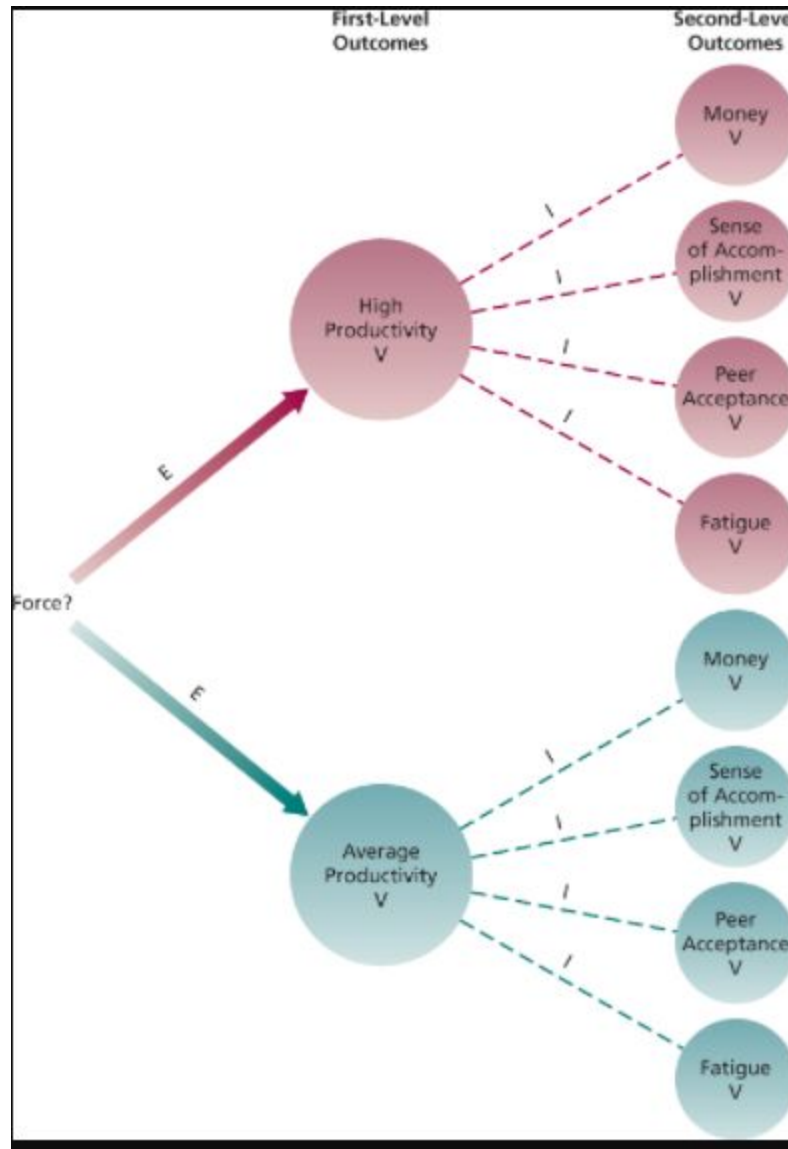 First-Level
Outcomes
Second-Leve
Outcomes
Money
V
Sense
of Accom-
plishment
V
High
Productivity
V
Peer
Acceptance
V
Fatigue
V
I
I
I
I
E
Force?
E
Money
V
Sense
of Accom-
plishment
V
Average
Productivity
V
Peer
Acceptance
V
Fatigue
V
I
I
I
I